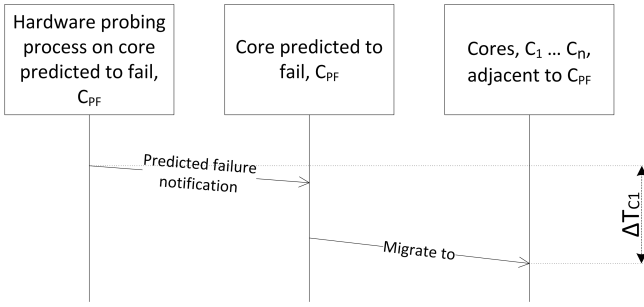 Hardware probing
process on core
predicted to fail,
CPF
Core predicted to
fail, CPF
Cores, C1 ... Cn,
adjacent to CPF
Predicted failure
notification
Migrate to
ΔTC1